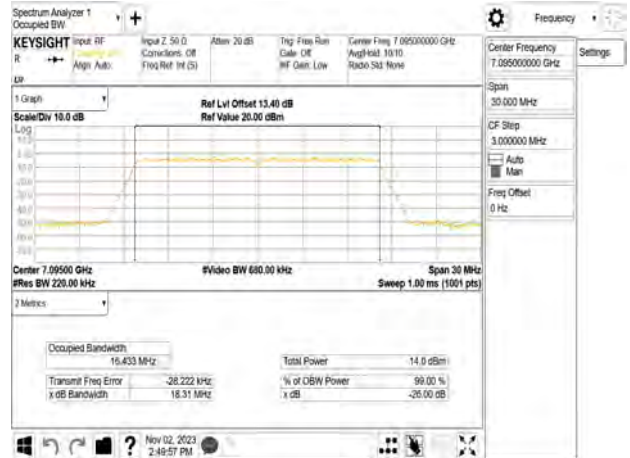 Spectrum Analyzer 1
Occupied BW
Frequency
KEYSIGHT
Input: RF
Input Z: 50 Ω
Atten: 20 dB
Trig: Free Run
Center Freq: 7.095000000 GHz
R
Corrections: Off
Gate: Off
Avg|Hold: 10/10
Align: Auto
Freq Ref: Int (S)
#IF Gain: Low
Radio Std: None
Center Frequency
7.095000000 GHz
Settings
Span
30.000 MHz
CF Step
3.000000 MHz
Auto
Man
Freq Offset
0 Hz
1 Graph
Scale/Div 10.0 dB
Ref Lvl Offset 13.40 dB
Ref Value 20.00 dBm
Log
Center 7.09500 GHz
#Video BW 680.00 kHz
Span 30 MHz
#Res BW 220.00 kHz
Sweep 1.00 ms (1001 pts)
2 Metrics
Occupied Bandwidth
16.433 MHz
Total Power
14.0 dBm
Transmit Freq Error
-28.222 kHz
% of OBW Power
99.00 %
x dB Bandwidth
18.31 MHz
x dB
-26.00 dB
?
Nov 02, 2023
2:49:57 PM